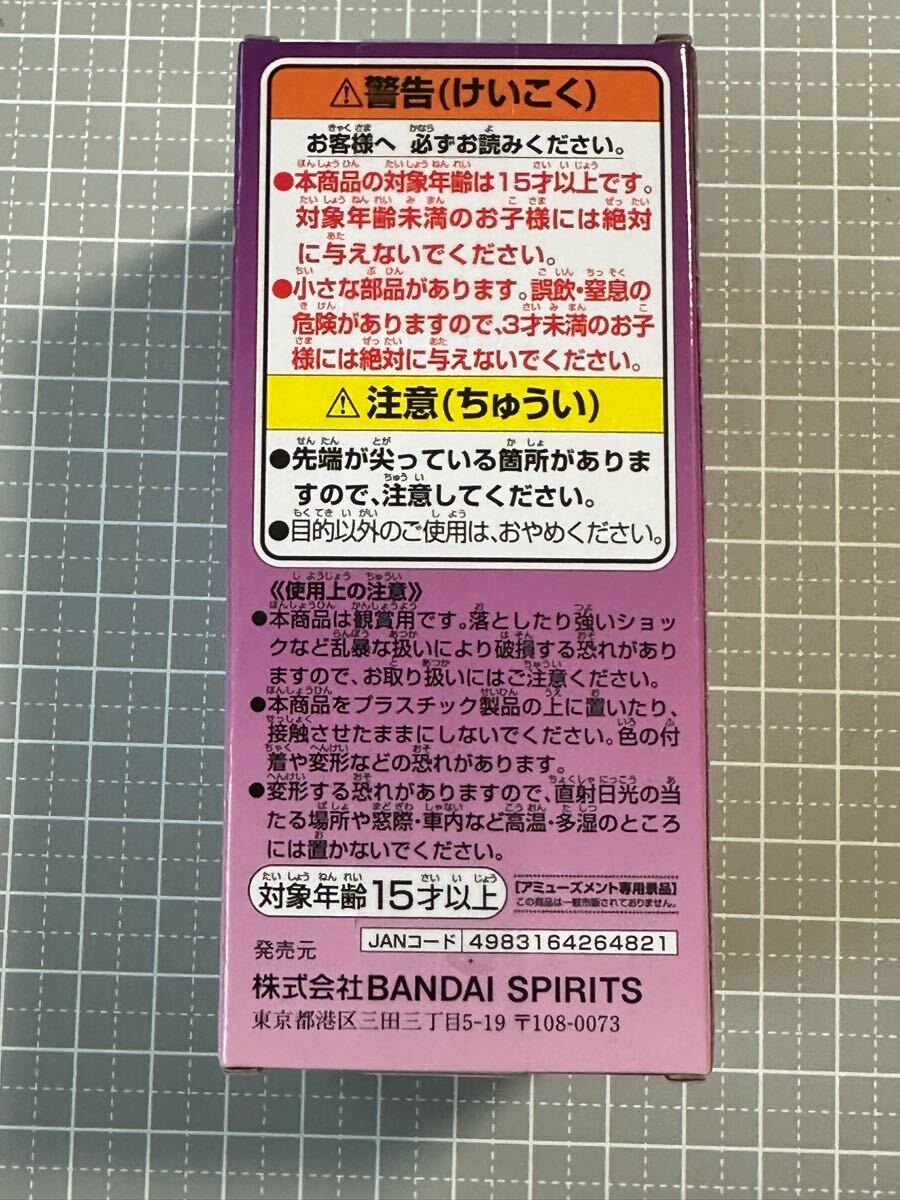 ⚠警告(けいこく)
お客様へ 必ずお読みください。
●本商品の対象年齢は15才以上です。
対象年齢未満のお子様には絶対
に与えないでください。
●小さな部品があります。誤飲・窒息の
危険がありますので、3才未満のお子
様には絶対に与えないでください。
⚠注意(ちゅうい)
●先端が尖っている箇所がありま
すので、注意してください。
●目的以外のご使用は、おやめください。
《使用上の注意》
●本商品は観賞用です。落としたり強いショッ
クなど乱暴な扱いにより破損する恐れがあり
ますので、お取り扱いにはご注意ください。
●本商品をプラスチック製品の上に置いたり、
接触させたままにしないでください。色の付
着や変形などの恐れがあります。
●変形する恐れがありますので、直射日光の当
たる場所や窓際・車内など高温・多湿のところ
には置かないでください。
対象年齢15才以上
【アミューズメント専用景品】
この商品は一般市販されておりません。
発売元
JANコード 4983164264821
株式会社BANDAI SPIRITS
東京都港区三田三丁目5-19 〒108-0073